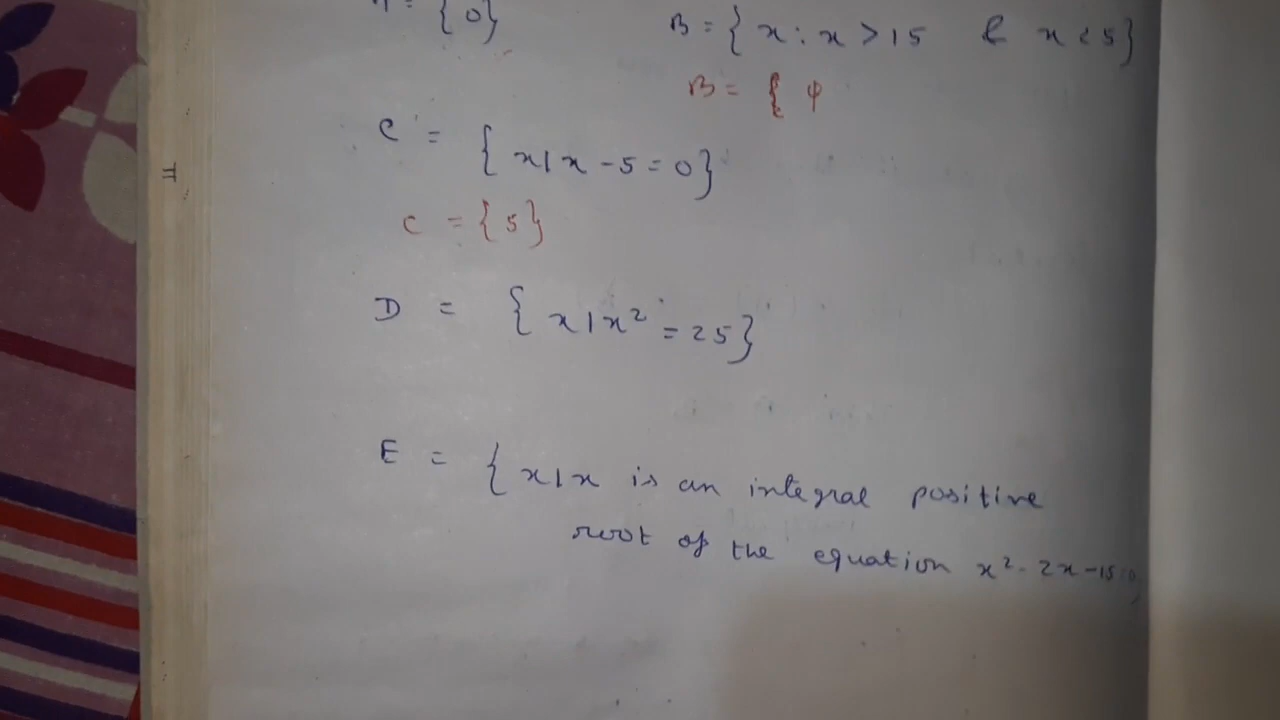 A = {0} B = {x : x > 15 & x < 5}
B = { φ
C = {x | x - 5 = 0}
C = {5}
D = {x | x² = 25}
E = {x | x is an integral positive
root of the equation x² - 2x - 15 = 0}